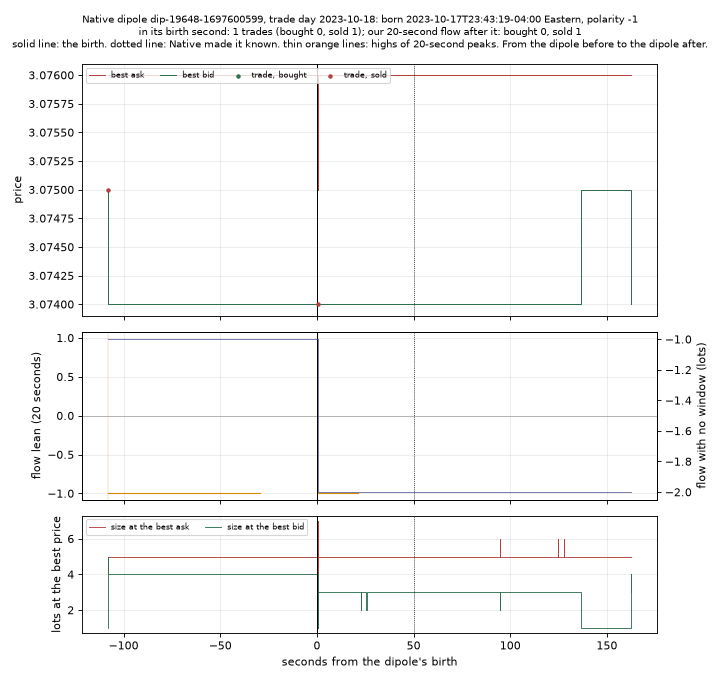 Native dipole dip-19648-1697600599, trade day 2023-10-18: born 2023-10-17T23:43:19-04:00 Eastern, polarity -1
in its birth second: 1 trades (bought 0, sold 1); our 20-second flow after it: bought 0, sold 1
solid line: the birth. dotted line: Native made it known. thin orange lines: highs of 20-second peaks. From the dipole before to the dipole after.
best ask best bid trade, bought trade, sold
3.07600
3.07575
3.07550
3.07525
3.07500
3.07475
3.07450
3.07425
3.07400
price
1.0
0.5
0.0
−0.5
−1.0
flow lean (20 seconds)
−1.0
−1.2
−1.4
−1.6
−1.8
−2.0
flow with no window (lots)
size at the best ask size at the best bid
6
4
2
lots at the best price
−100 −50 0 50 100 150
seconds from the dipole's birth